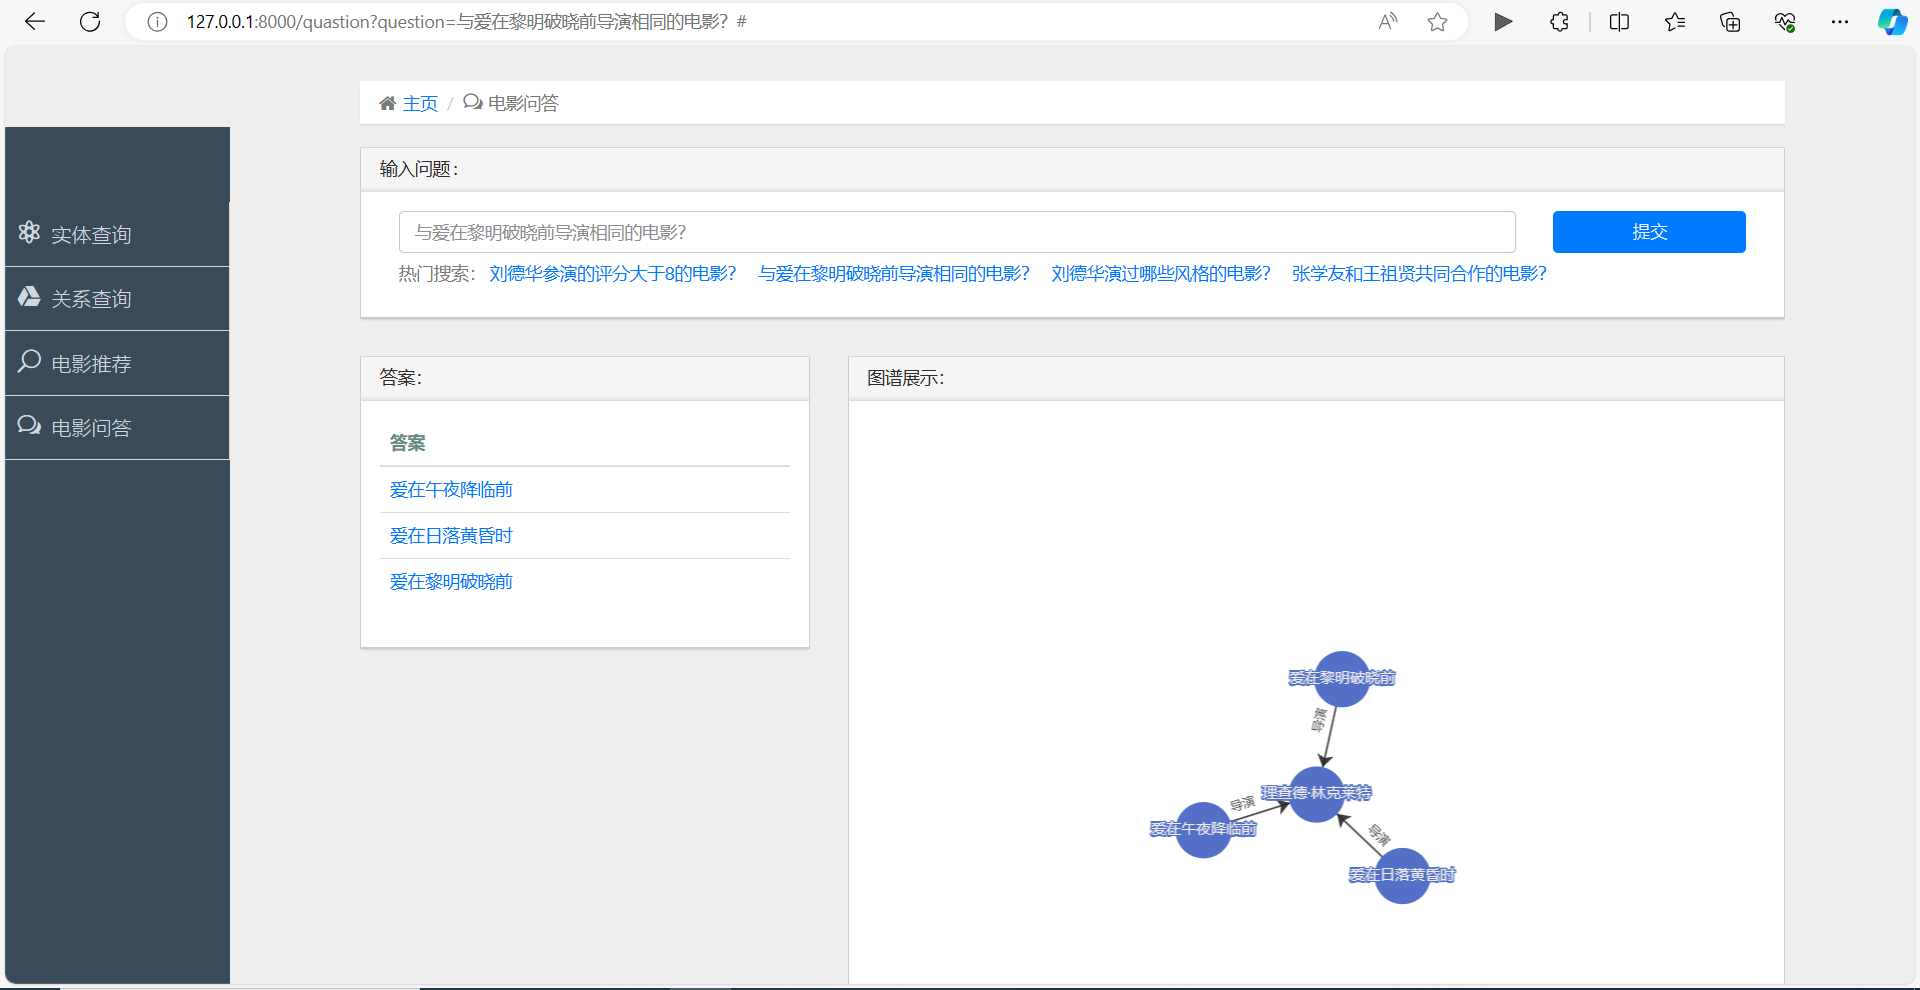 127.0.0.1:8000/quastion?question=与爱在黎明破晓前导演相同的电影？#
主页 / 电影问答
输入问题：
与爱在黎明破晓前导演相同的电影？
提交
热门搜索： 刘德华参演的评分大于8的电影？ 与爱在黎明破晓前导演相同的电影？ 刘德华演过哪些风格的电影？ 张学友和王祖贤共同合作的电影？
实体查询
关系查询
电影推荐
电影问答
答案：
答案
爱在午夜降临前
爱在日落黄昏时
爱在黎明破晓前
图谱展示：
爱在黎明破晓前
导演
理查德·林克莱特
导演
爱在午夜降临前
导演
爱在日落黄昏时